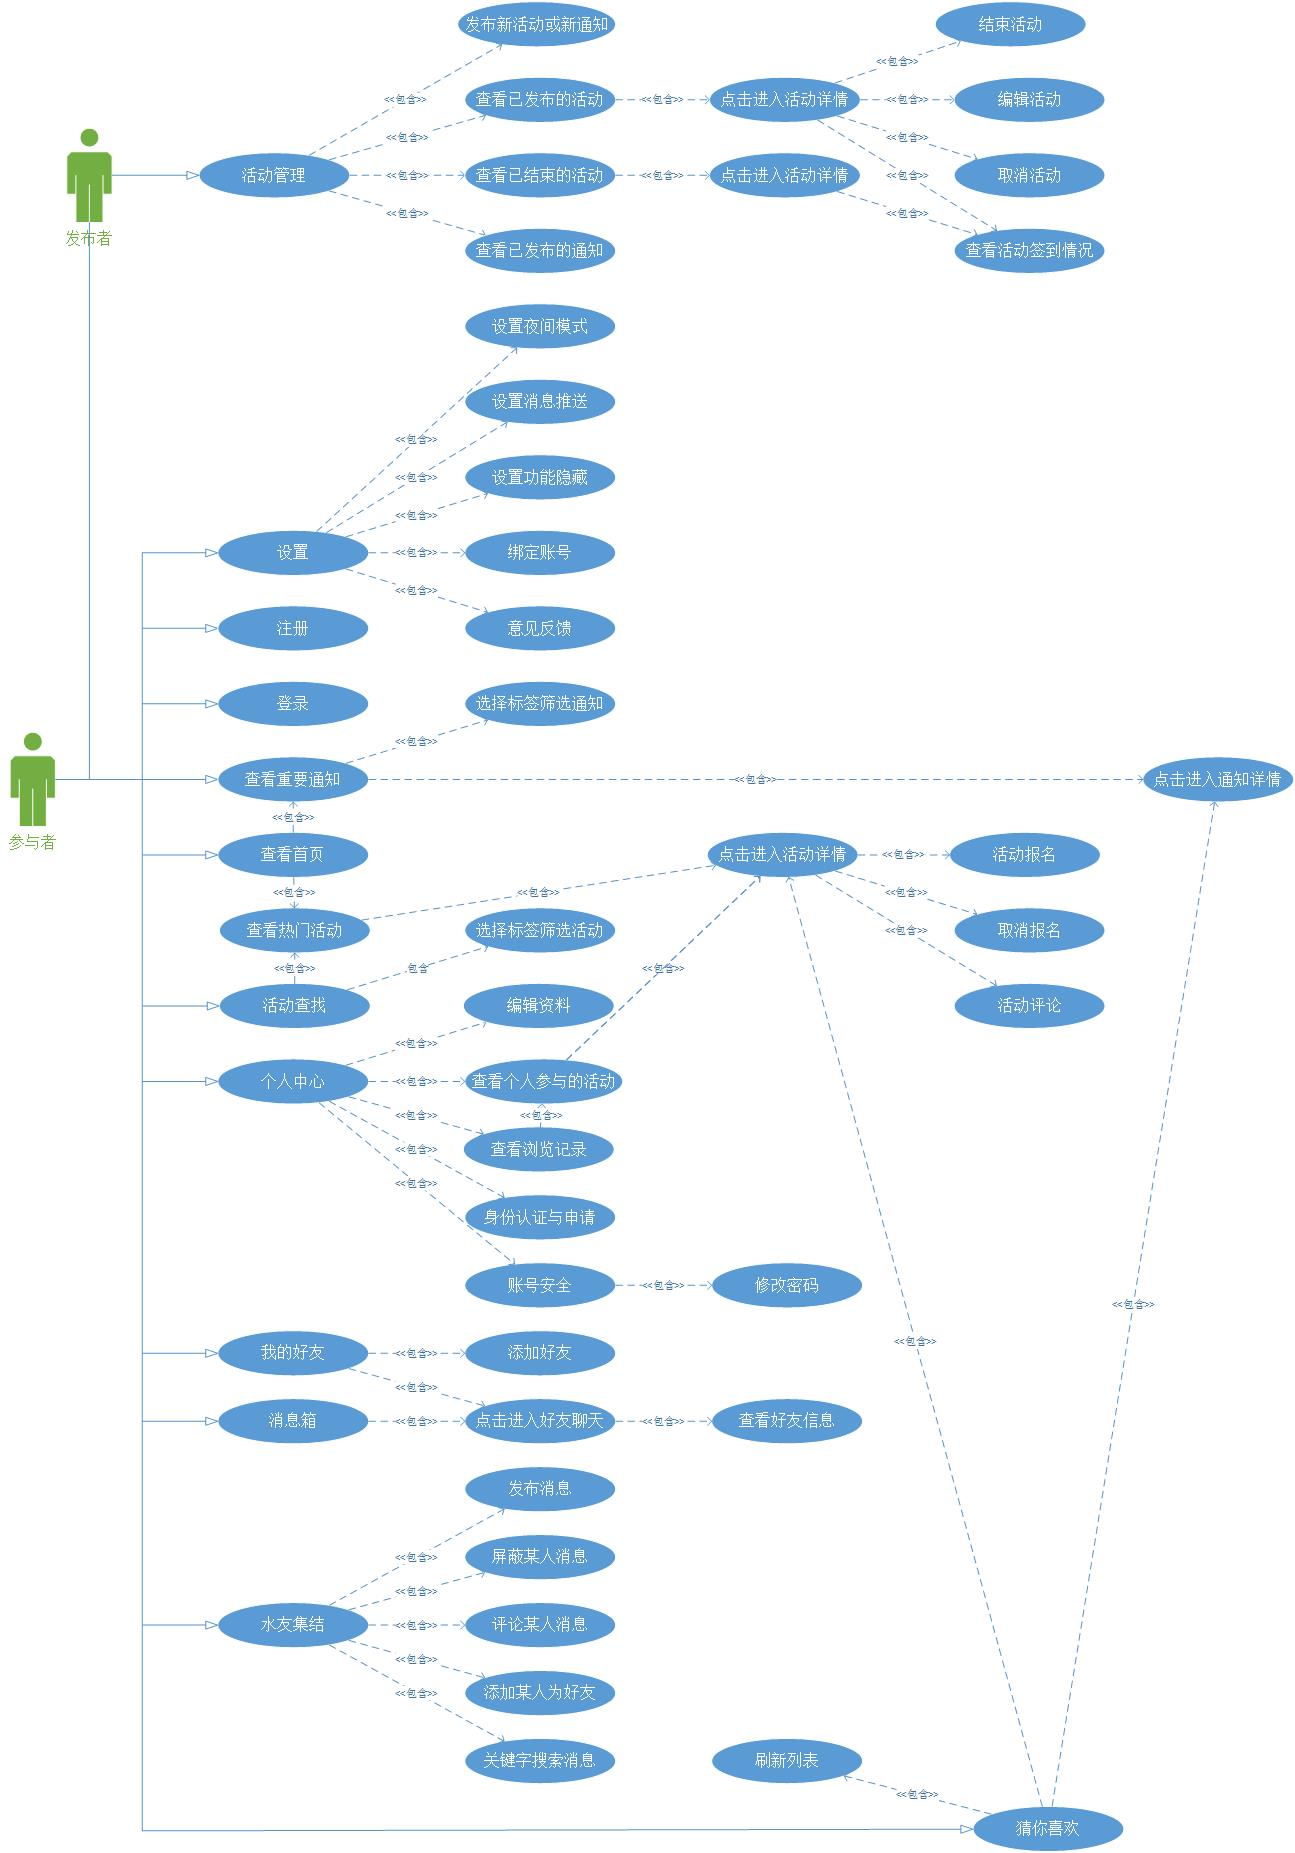 发布新活动或新通知
结束活动
<<包含>>
<<包含>>
查看已发布的活动
<<包含>>
点击进入活动详情
<<包含>>
编辑活动
<<包含>>
<<包含>>
发布者
活动管理
<<包含>>
查看已结束的活动
<<包含>>
点击进入活动详情
<<包含>>
取消活动
<<包含>>
<<包含>>
查看已发布的通知
查看活动签到情况
设置夜间模式
设置消息推送
<<包含>>
<<包含>>
设置功能隐藏
<<包含>>
设置
<<包含>>
绑定账号
<<包含>>
注册
意见反馈
登录
选择标签筛选通知
<<包含>>
参与者
查看重要通知
<<包含>>
点击进入通知详情
<<包含>>
查看首页
点击进入活动详情
<<包含>>
活动报名
<<包含>>
<<包含>>
<<包含>>
查看热门活动
选择标签筛选活动
<<包含>>
取消报名
<<包含>>
包含
<<包含>>
活动查找
编辑资料
活动评论
<<包含>>
个人中心
<<包含>>
查看个人参与的活动
<<包含>>
<<包含>>
查看浏览记录
<<包含>>
<<包含>>
身份认证与申请
账号安全
<<包含>>
修改密码
<<包含>>
<<包含>>
我的好友
<<包含>>
添加好友
<<包含>>
消息箱
<<包含>>
点击进入好友聊天
<<包含>>
查看好友信息
发布消息
<<包含>>
屏蔽某人消息
<<包含>>
水友集结
<<包含>>
评论某人消息
<<包含>>
添加某人为好友
<<包含>>
关键字搜索消息
刷新列表
<<包含>>
猜你喜欢